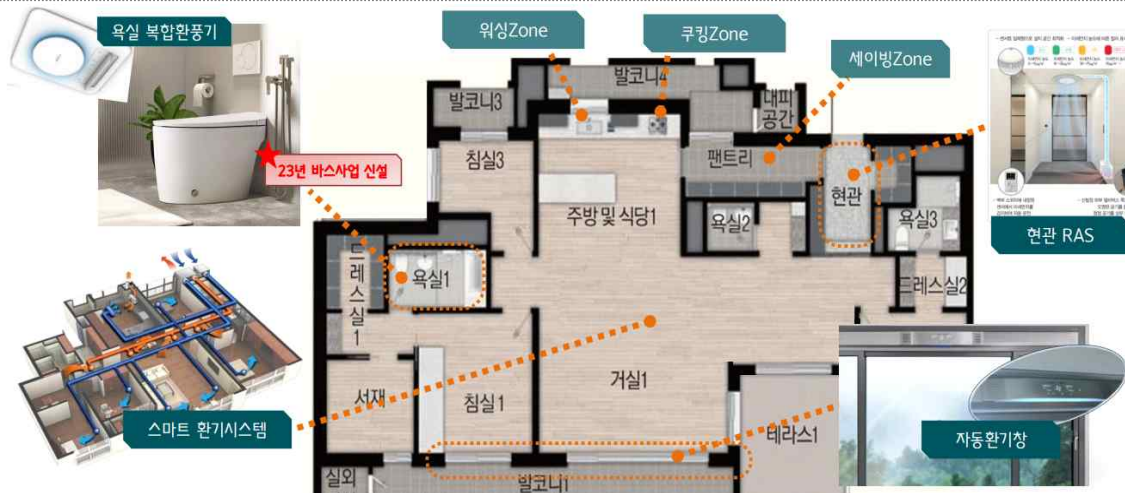 욕실 복합환풍기
워싱Zone
쿠킹Zone
세이빙Zone
23년 바스사업 신설
발코니3
발코니4
대피
공간
침실3
팬트리
현관
주방 및 식당1
욕실2
욕실3
현관 RAS
드레스실1
욕실1
드레스실2
서재
침실1
거실1
테라스1
스마트 환기시스템
자동환기창
실외
발코니1